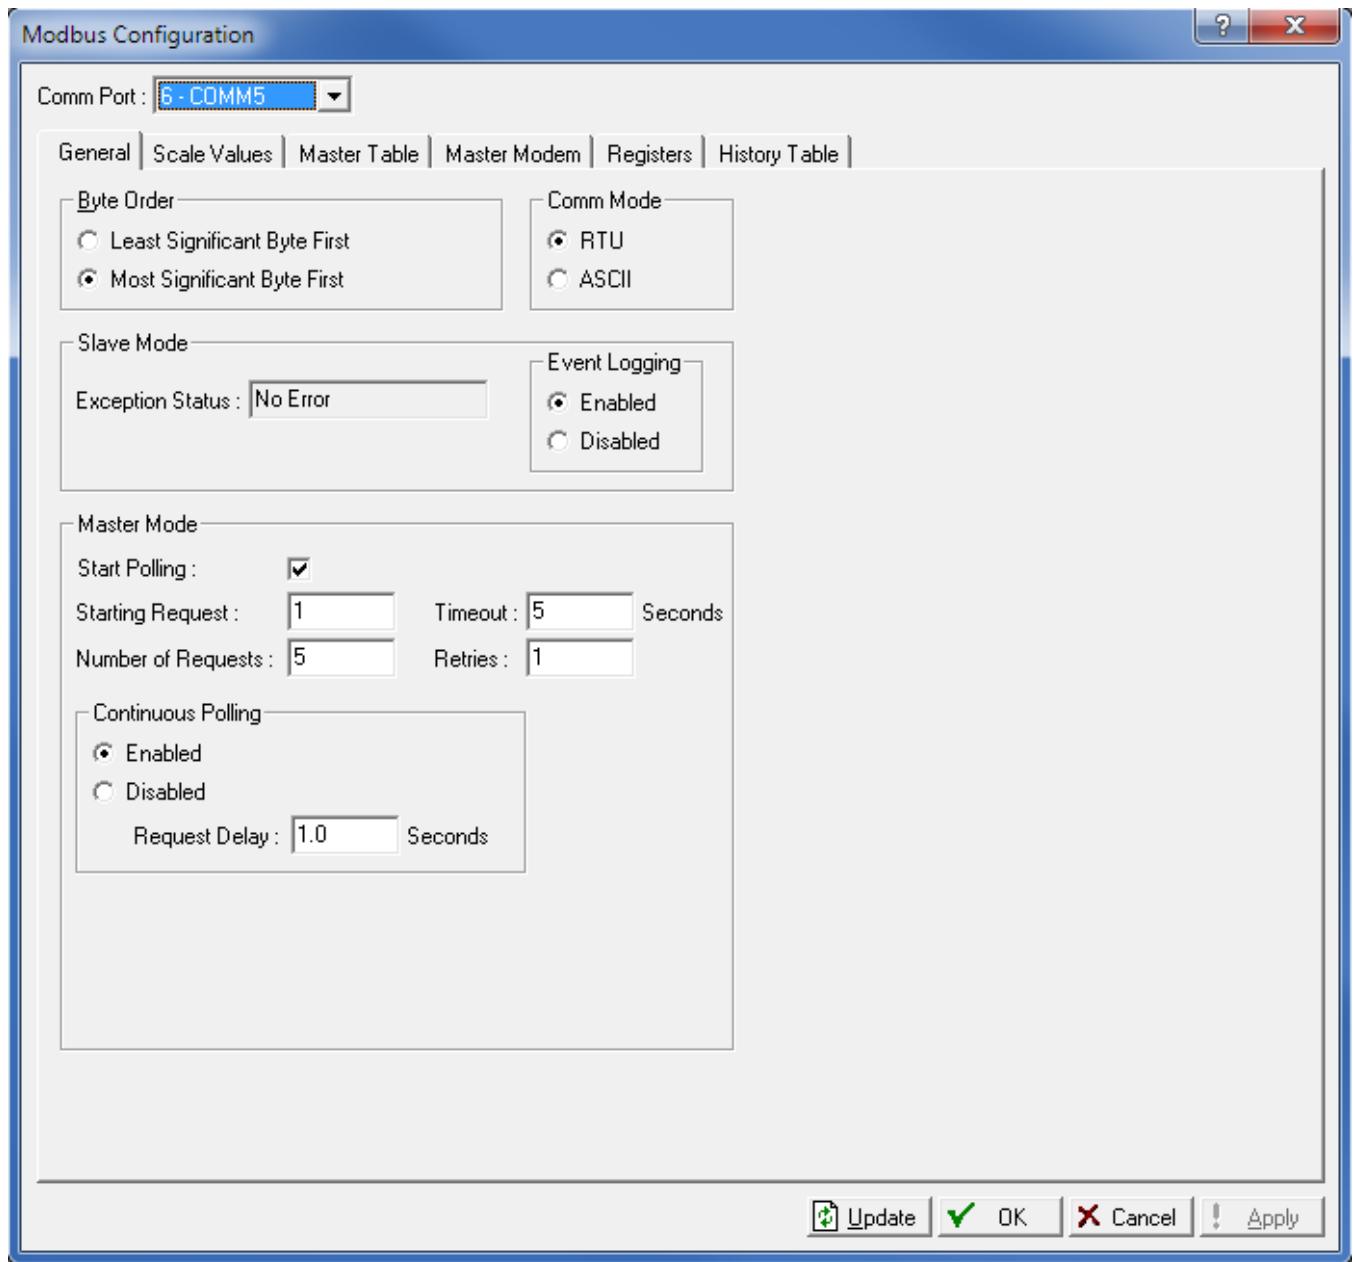 Modbus Configuration
?
Comm Port : 6 - COMM5
General Scale Values Master Table Master Modem Registers History Table
Byte Order Comm Mode
Least Significant Byte First RTU
Most Significant Byte First ASCII
Slave Mode
Event Logging
Exception Status : No Error Enabled
Disabled
Master Mode
Start Polling :
Starting Request : 1 Timeout : 5 Seconds
Number of Requests : 5 Retries : 1
Continuous Polling
Enabled
Disabled
Request Delay : 1.0 Seconds
Update OK Cancel ! Apply